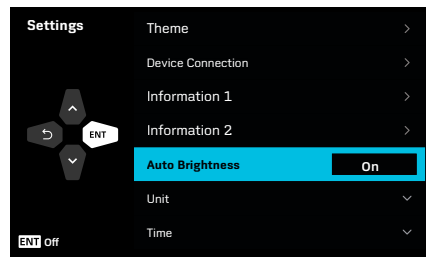 Settings
Theme
Device Connection
Information 1
Information 2
ENT
Auto Brightness On
Unit
Time
ENT Off